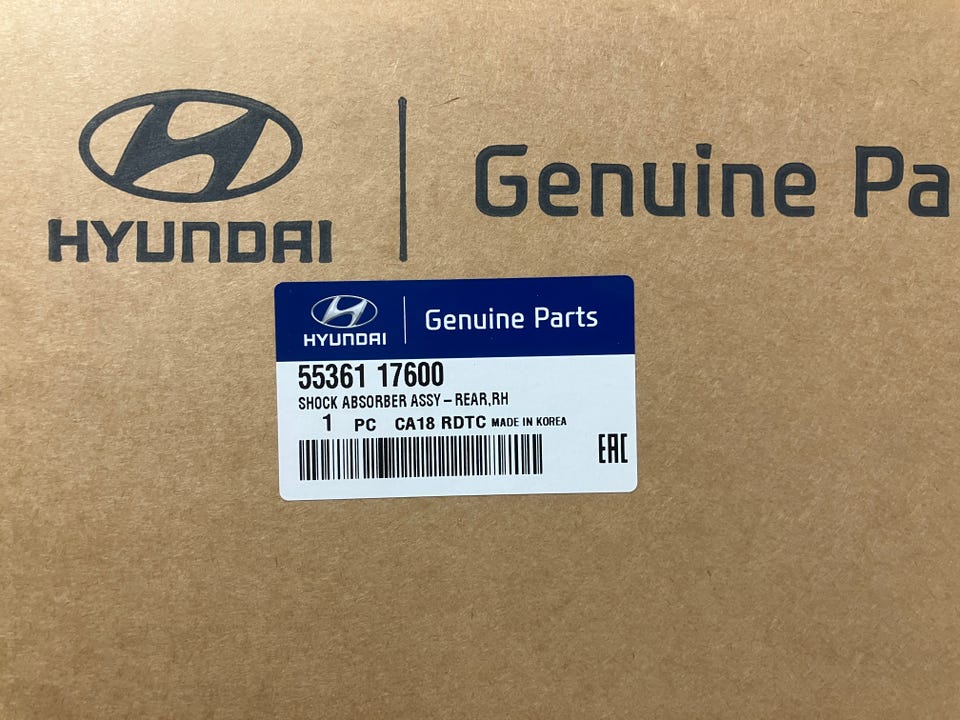 HYUNDAI
Genuine Pa
HYUNDAI
Genuine Parts
55361 17600
SHOCK ABSORBER ASSY-REAR,RH
1 PC CA18 RDTC MADE IN KOREA
EAC